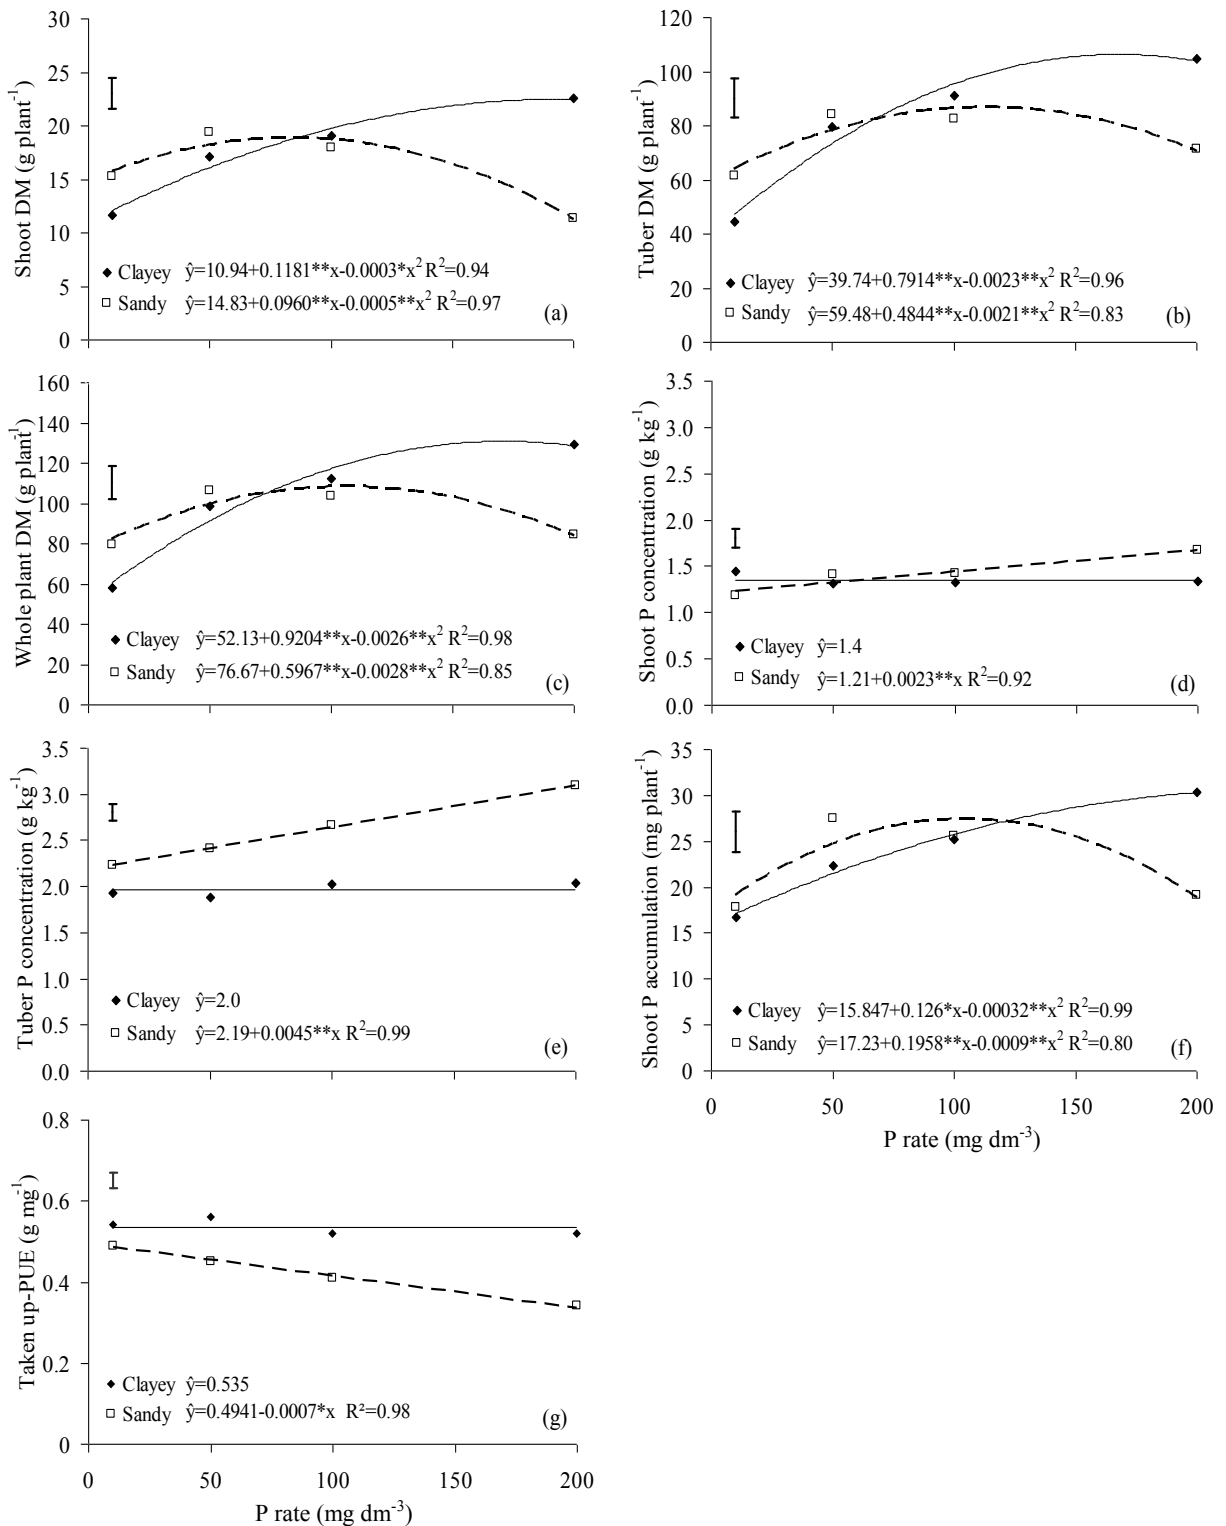 30
25
20
15
10
5
0
Shoot DM (g plant⁻¹)
Clayey ŷ=10.94+0.1181**x-0.0003*x² R²=0.94
Sandy ŷ=14.83+0.0960**x-0.0005**x² R²=0.97
(a)
120
100
80
60
40
20
0
Tuber DM (g plant⁻¹)
Clayey ŷ=39.74+0.7914**x-0.0023**x² R²=0.96
Sandy ŷ=59.48+0.4844**x-0.0021**x² R²=0.83
(b)
160
130
100
80
60
40
20
0
Whole plant DM (g plant⁻¹)
Clayey ŷ=52.13+0.9204**x-0.0026**x² R²=0.98
Sandy ŷ=76.67+0.5967**x-0.0028**x² R²=0.85
(c)
3.5
3.0
2.5
2.0
1.5
1.0
0.5
0.0
Shoot P concentration (g kg⁻¹)
Clayey ŷ=1.4
Sandy ŷ=1.21+0.0023**x R²=0.92
(d)
3.5
3.0
2.5
2.0
1.5
1.0
0.5
0.0
Tuber P concentration (g kg⁻¹)
Clayey ŷ=2.0
Sandy ŷ=2.19+0.0045**x R²=0.99
(e)
35
30
25
20
15
10
5
0
Shoot P accumulation (mg plant⁻¹)
Clayey ŷ=15.847+0.126*x-0.00032**x² R²=0.99
Sandy ŷ=17.23+0.1958**x-0.0009**x² R²=0.80
(f)
0 50 100 150 200
P rate (mg dm⁻³)
0.8
0.6
0.4
0.2
0
Taken up-PUE (g mg⁻¹)
Clayey ŷ=0.535
Sandy ŷ=0.4941-0.0007*x R²=0.98
(g)
0 50 100 150 200
P rate (mg dm⁻³)